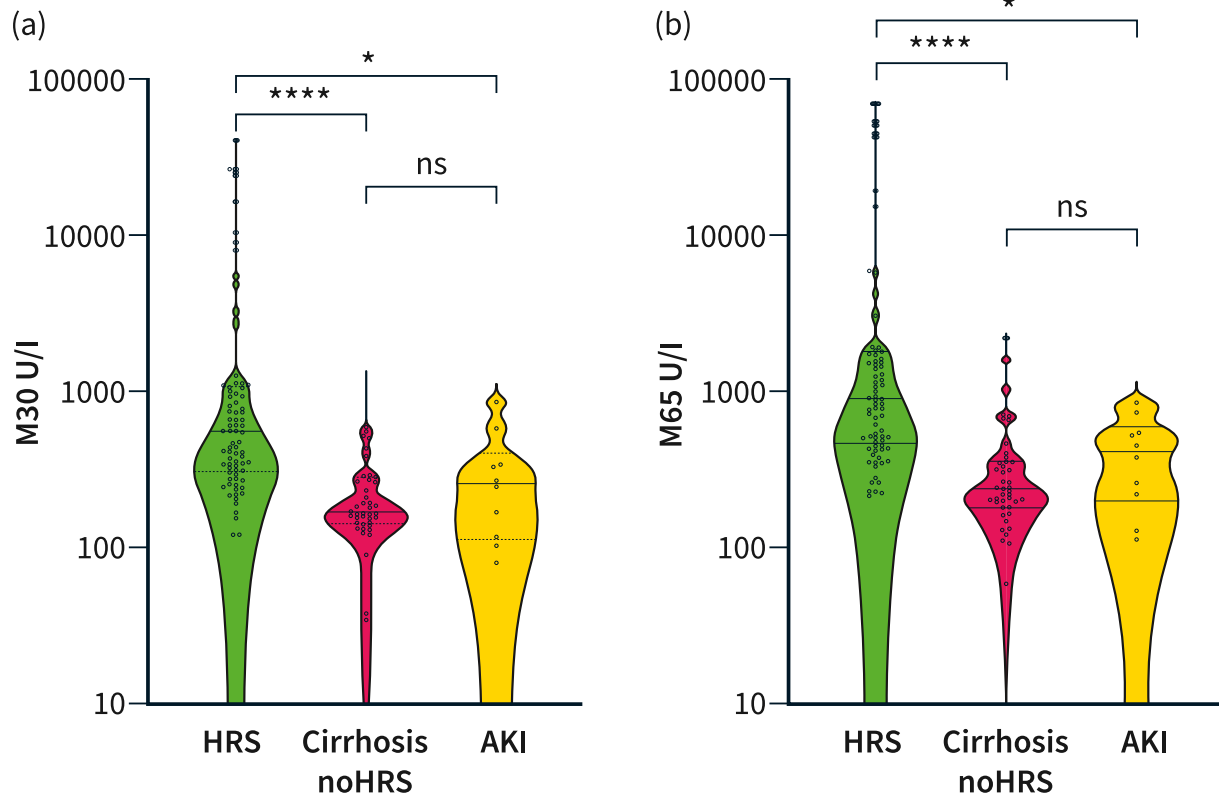 (a)
*
****
ns
100000
10000
1000
100
10
M30 U/l
HRS
Cirrhosis
noHRS
AKI
(b)
*
****
ns
100000
10000
1000
100
10
M65 U/l
HRS
Cirrhosis
noHRS
AKI